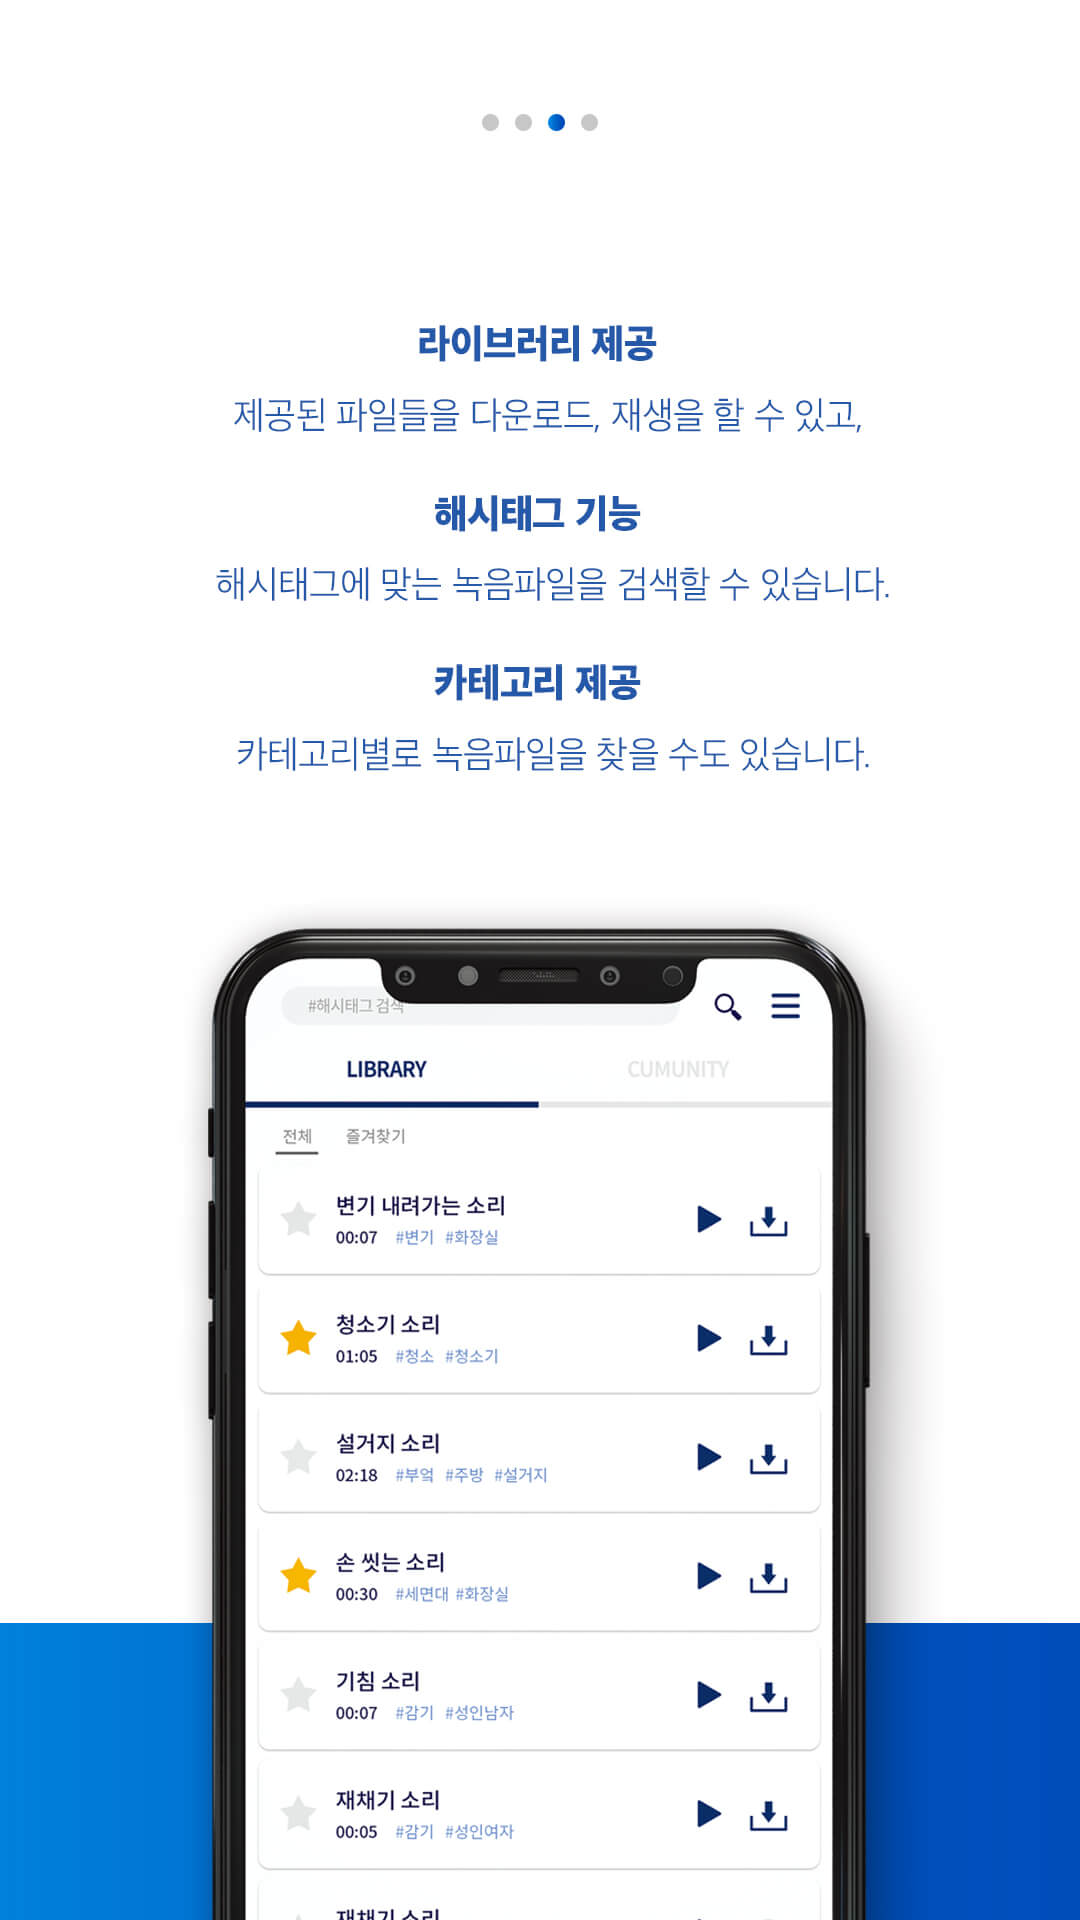 라이브러리 제공
제공된 파일들을 다운로드, 재생을 할 수 있고,
해시태그 기능
해시태그에 맞는 녹음파일을 검색할 수 있습니다.
카테고리 제공
카테고리별로 녹음파일을 찾을 수도 있습니다.
#해시태그 검색
LIBRARY
CUMUNITY
전체 즐겨찾기
변기 내려가는 소리
00:07 #변기 #화장실
청소기 소리
01:05 #청소 #청소기
설거지 소리
02:18 #부엌 #주방 #설거지
손 씻는 소리
00:30 #세면대 #화장실
기침 소리
00:07 #감기 #성인남자
재채기 소리
00:05 #감기 #성인여자
재채기 소리